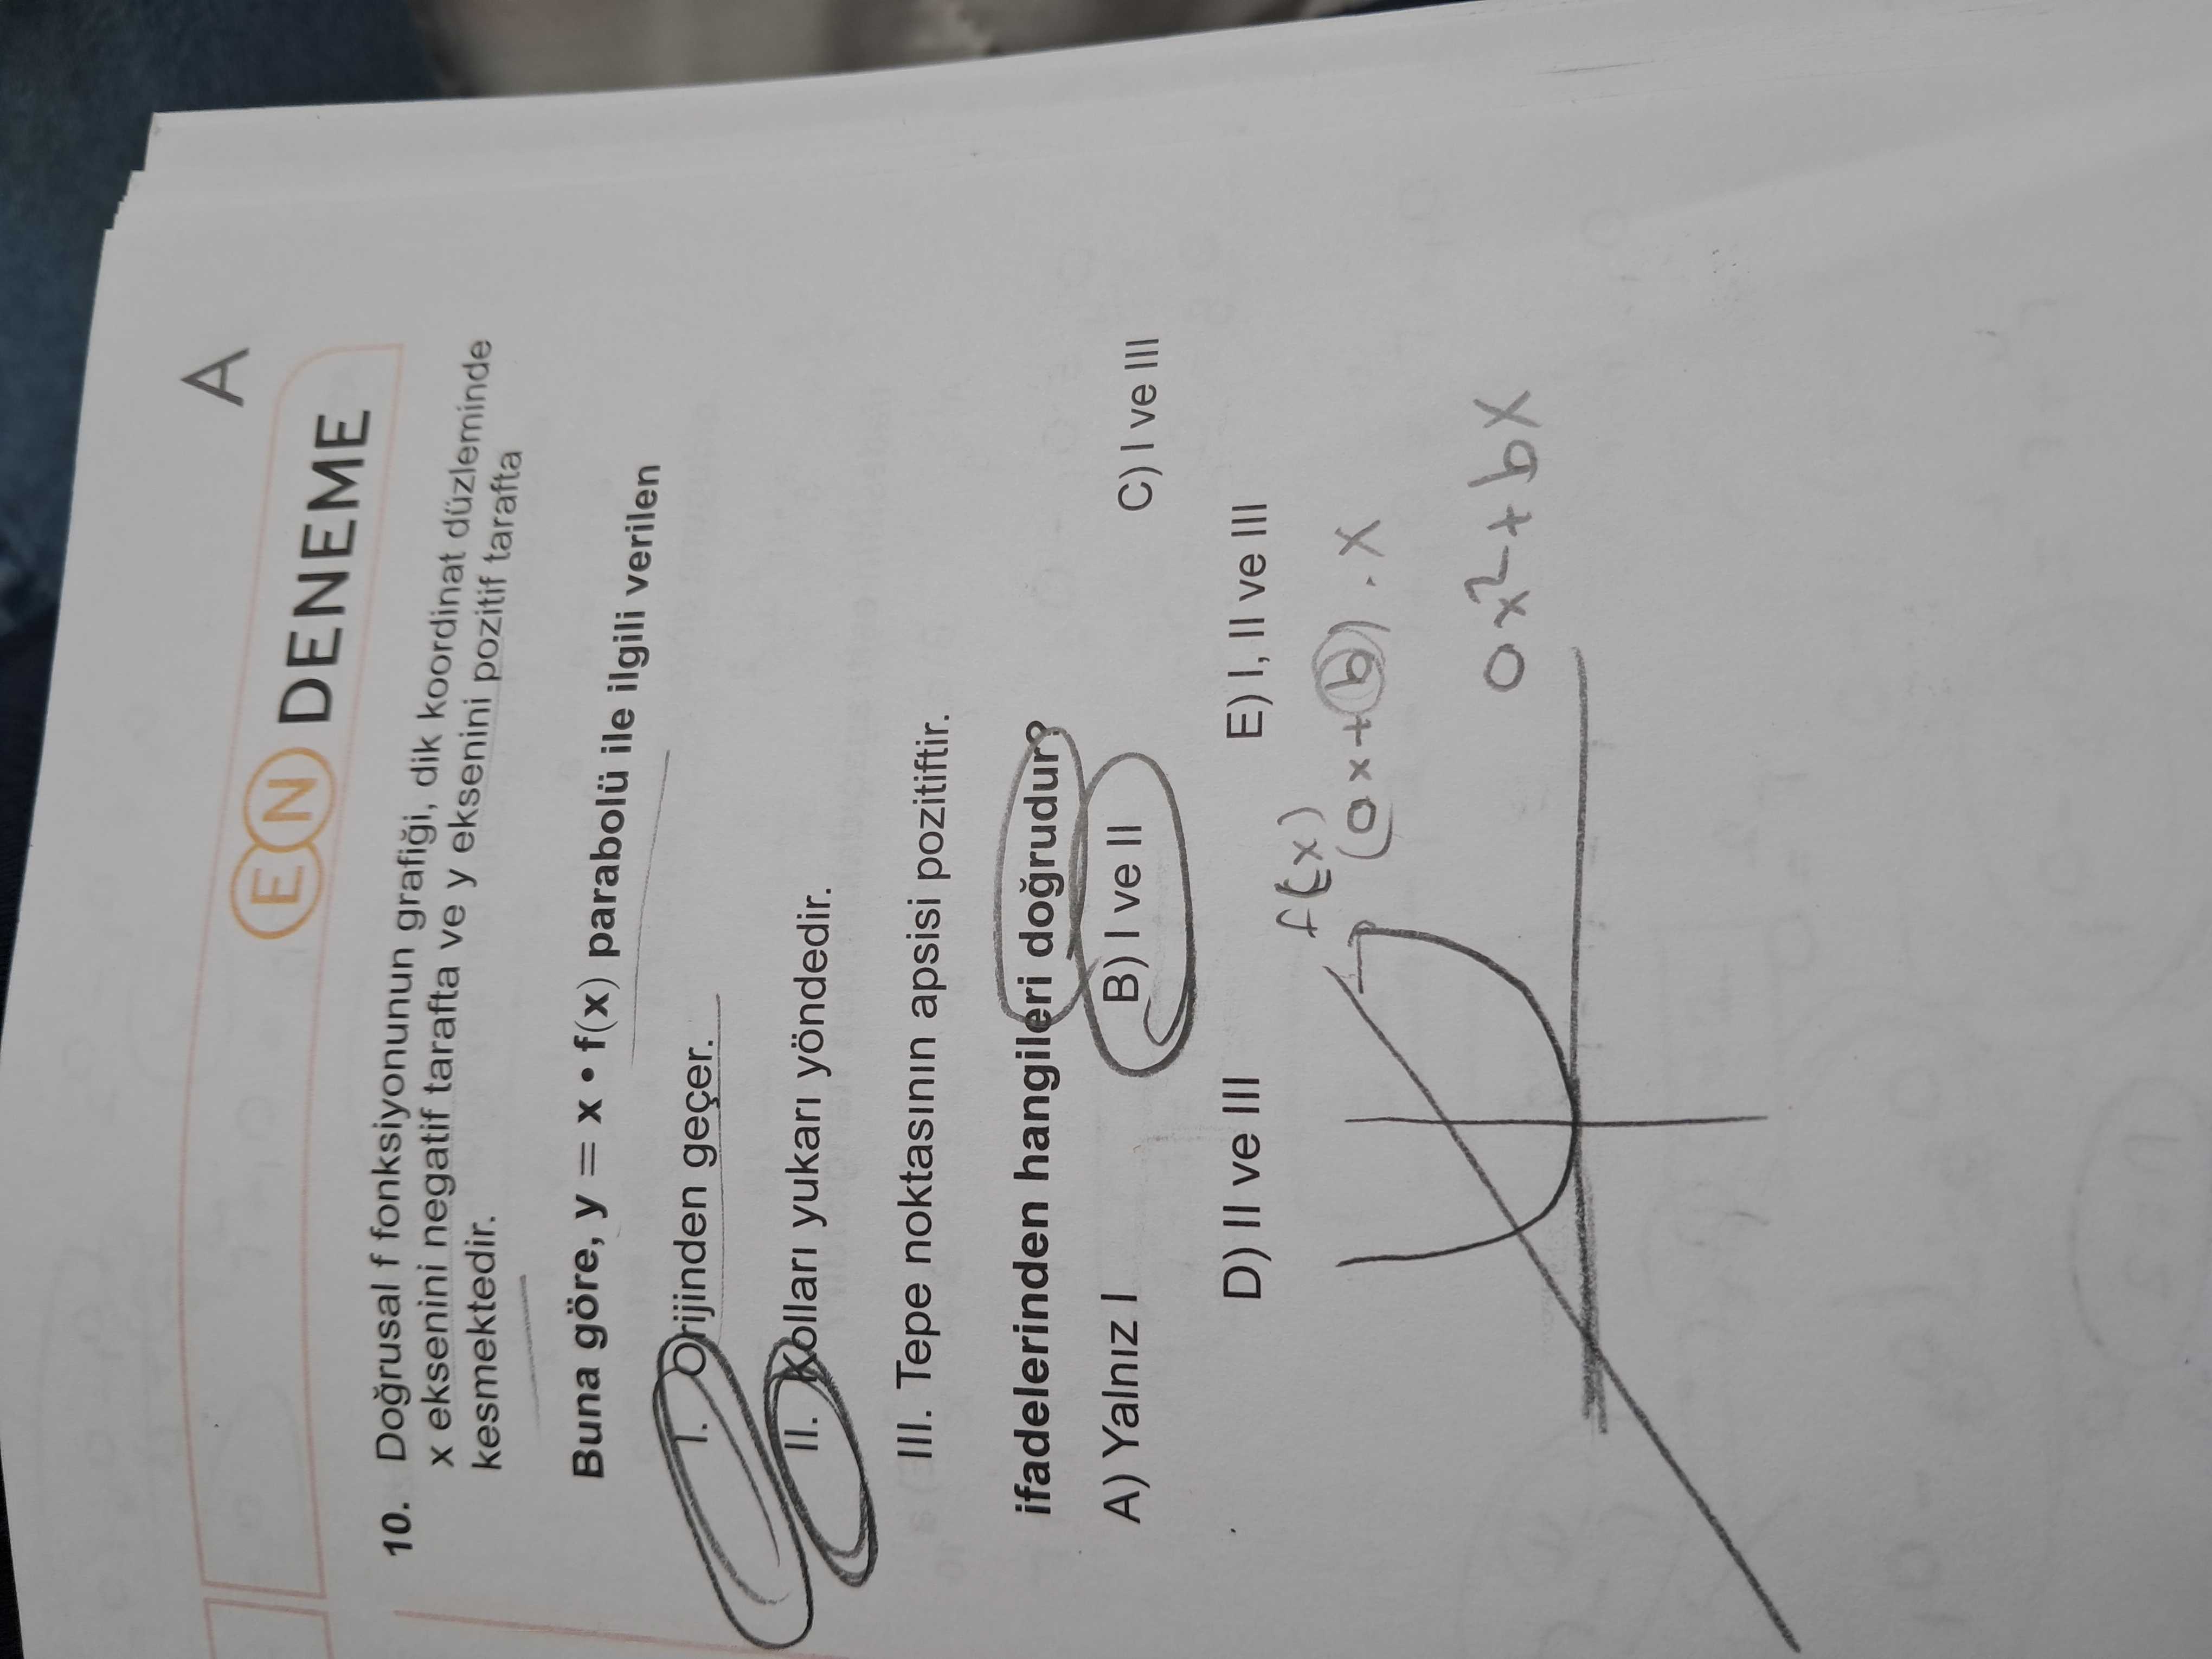 A
EN DENEME
10. Doğrusal f fonksiyonunun grafiği, dik koordinat düzleminde
x eksenini negatif tarafta ve y eksenini pozitif tarafta
kesmektedir.
Buna göre, y = x • f(x) parabolü ile ilgili verilen
I. Orijinden geçer.
II. Kolları yukarı yöndedir.
III. Tepe noktasının apsisi pozitiftir.
ifadelerinden hangileri doğrudur?
A) Yalnız I B) I ve II C) I ve III
D) II ve III E) I, II ve III
f(x)
(ax+b).x
ax²+bx